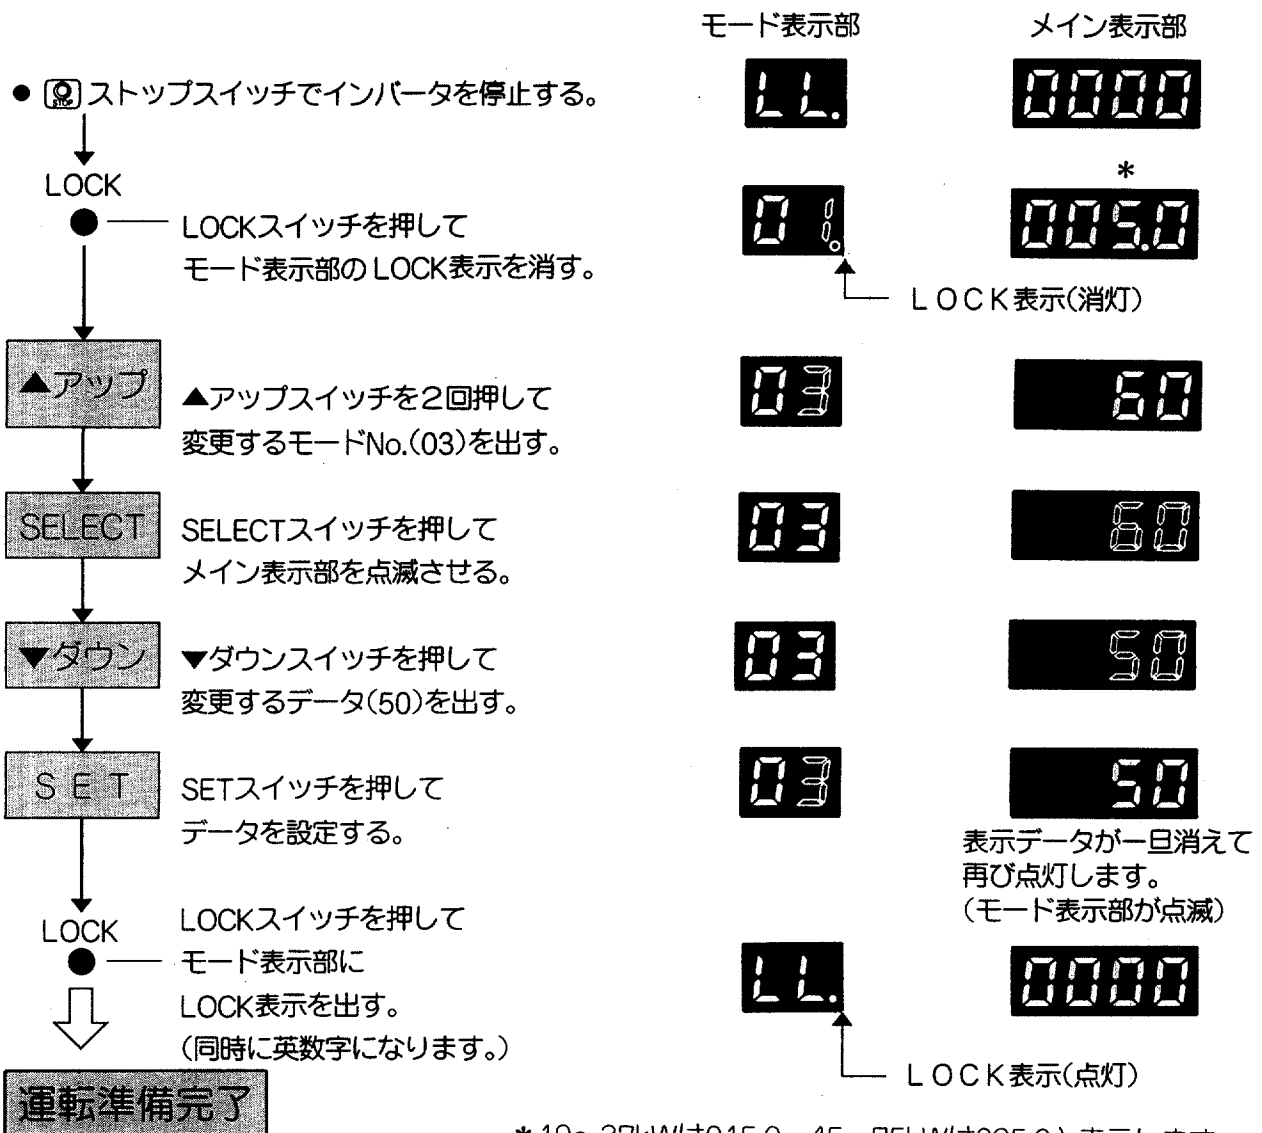 モード表示部 メイン表示部
● STOP ストップスイッチでインバータを停止する。 LL. 0000
LOCK *
LOCKスイッチを押して 01. 005.0
モード表示部のLOCK表示を消す。
LOCK表示(消灯)
▲アップ 03 60
▲アップスイッチを2回押して
変更するモードNo.(03)を出す。
SELECT SELECTスイッチを押して 03 60
メイン表示部を点滅させる。
▼ダウン ▼ダウンスイッチを押して 03 50
変更するデータ(50)を出す。
SET SETスイッチを押して 03 50
データを設定する。
表示データが一旦消えて
再び点灯します。
(モード表示部が点滅)
LOCK LOCKスイッチを押して
モード表示部に LL. 0000
LOCK表示を出す。
(同時に英数字になります。)
LOCK表示(点灯)
運転準備完了